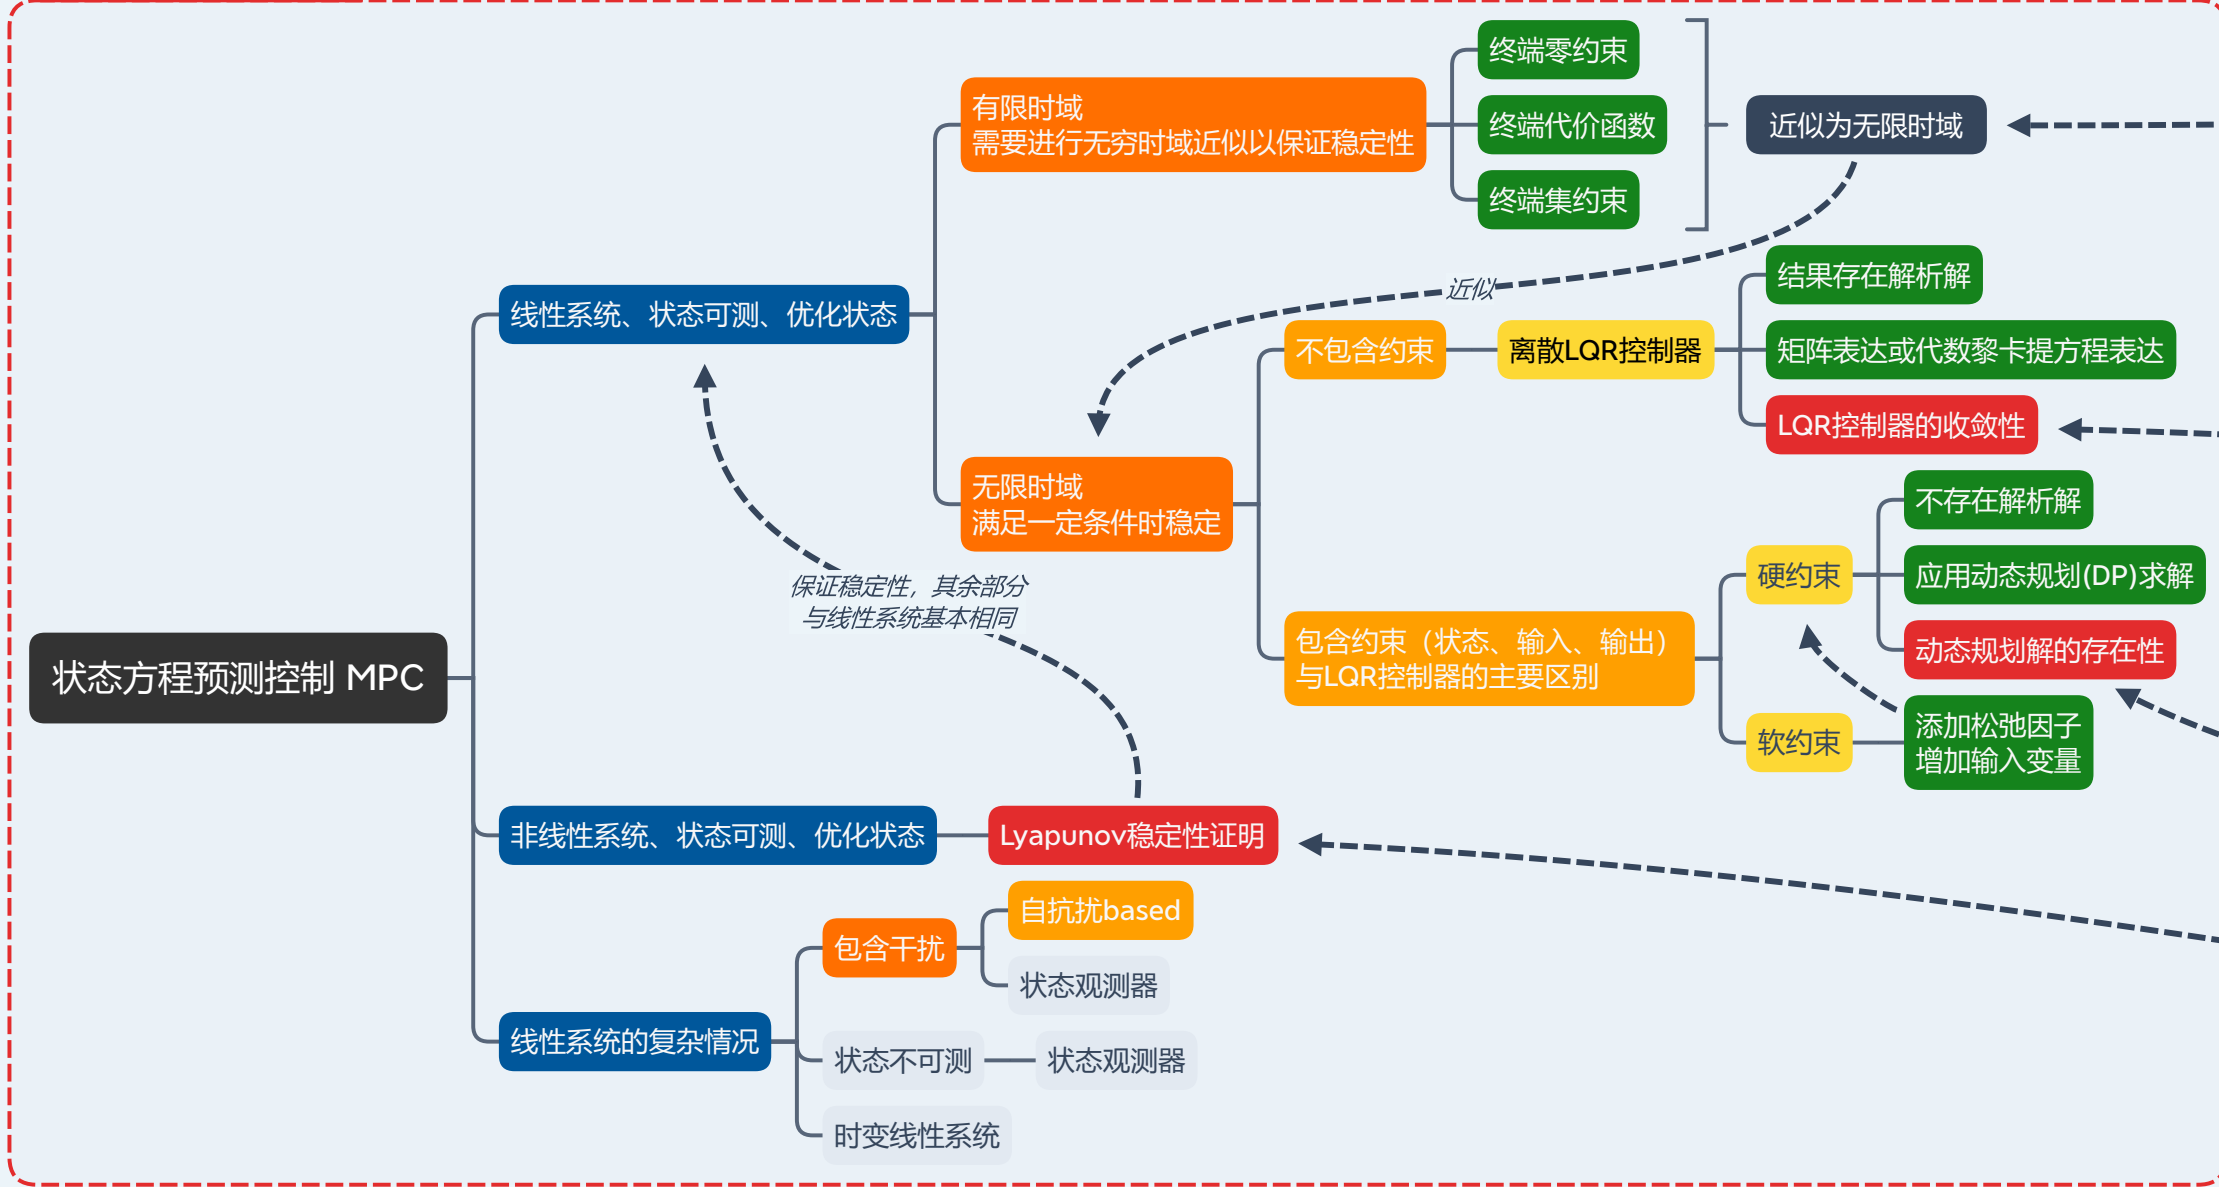 状态方程预测控制 MPC
线性系统、状态可测、优化状态
有限时域
需要进行无穷时域近似以保证稳定性
终端零约束
终端代价函数
终端集约束
近似为无限时域
近似
无限时域
满足一定条件时稳定
不包含约束
离散LQR控制器
结果存在解析解
矩阵表达或代数黎卡提方程表达
LQR控制器的收敛性
包含约束（状态、输入、输出）
与LQR控制器的主要区别
硬约束
不存在解析解
应用动态规划(DP)求解
动态规划解的存在性
软约束
添加松弛因子
增加输入变量
保证稳定性，其余部分
与线性系统基本相同
非线性系统、状态可测、优化状态
Lyapunov稳定性证明
线性系统的复杂情况
包含干扰
自抗扰based
状态观测器
状态不可测
状态观测器
时变线性系统